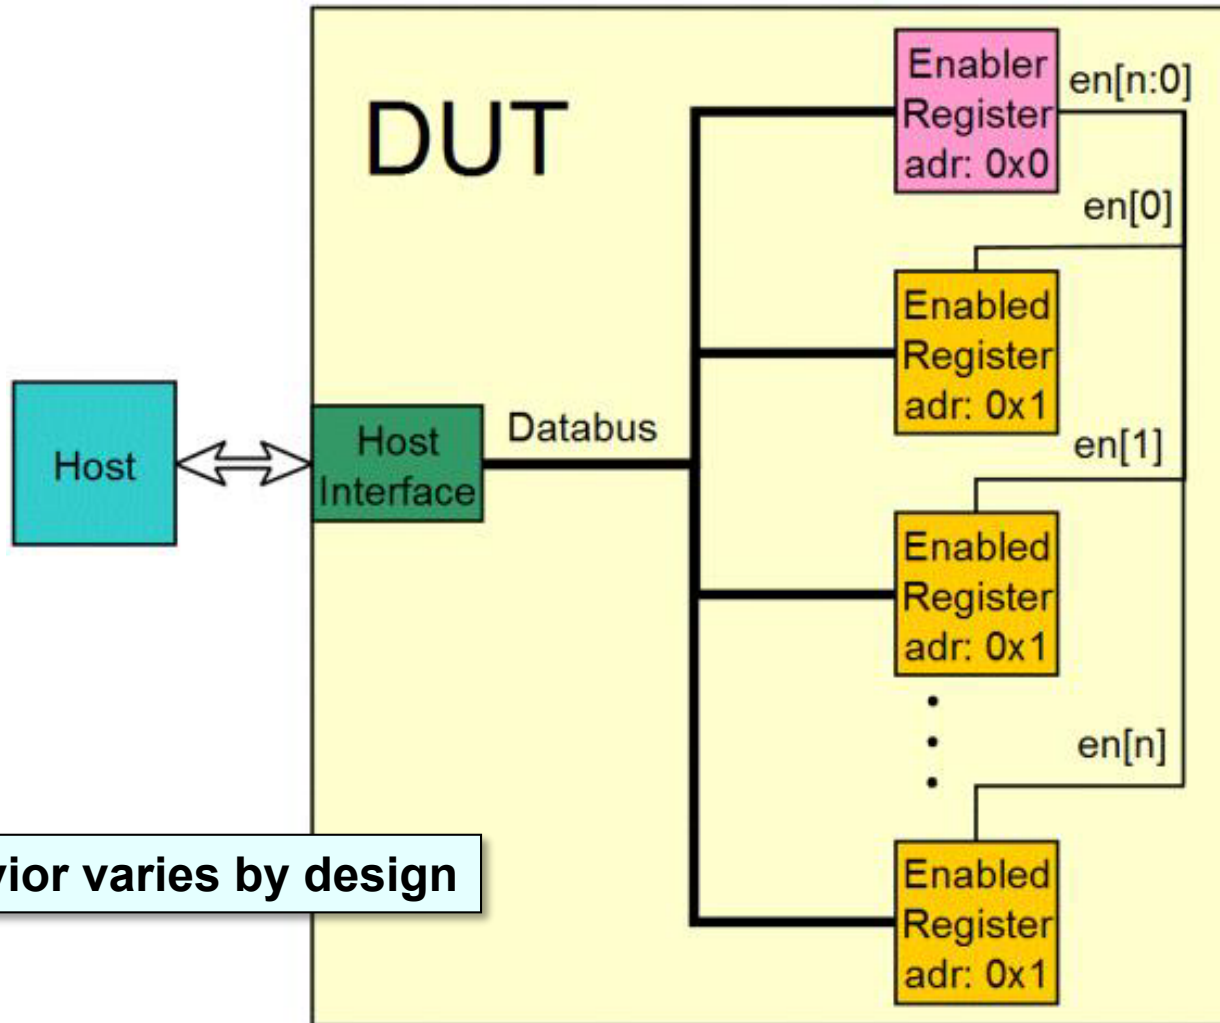 DUT
Enabler
Register
adr: 0x0
en[n:0]
en[0]
Enabled
Register
adr: 0x1
en[1]
Host
Host
Interface
Databus
Enabled
Register
adr: 0x1
en[n]
varies by design
Enabled
Register
adr: 0x1